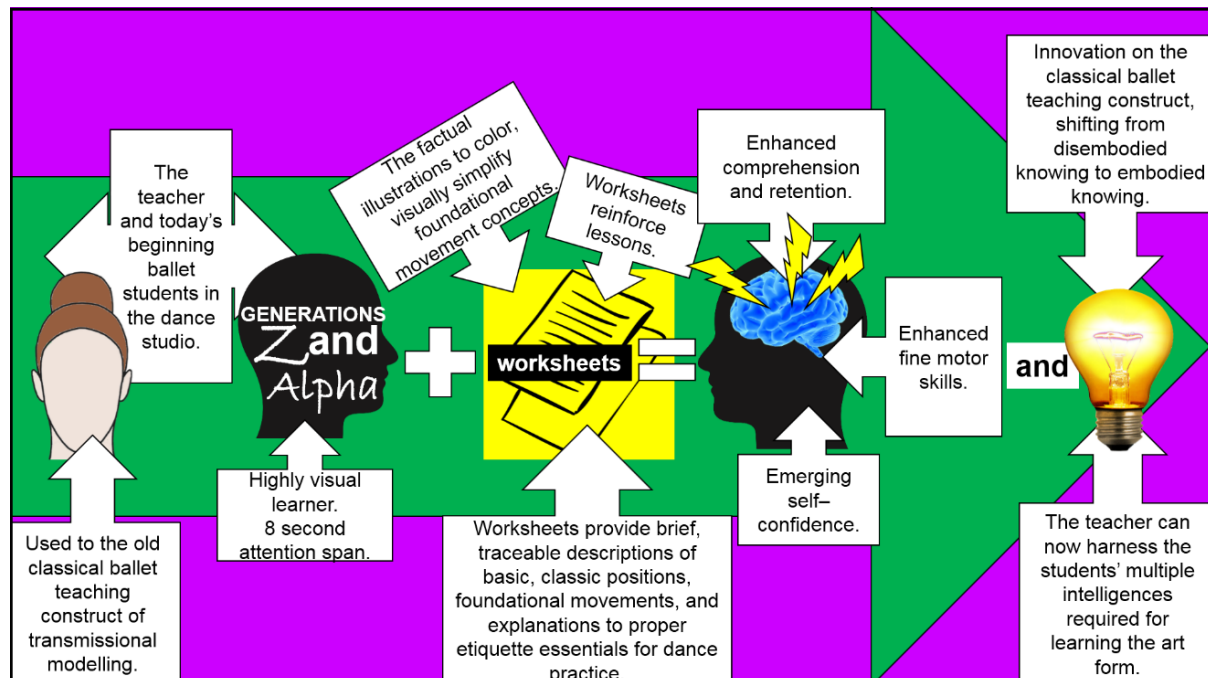 The
teacher
and today's
beginning
ballet
students in
the dance
studio.
Used to the old
classical ballet
teaching
construct of
transmissional
modelling.
GENERATIONS
Z and
Alpha
Highly visual
learner.
8 second
attention span.
The factual
illustrations to color,
visually simplify
foundational
movement concepts.
Worksheets
reinforce
lessons.
worksheets
Worksheets provide brief,
traceable descriptions of
basic, classic positions,
foundational movements, and
explanations to proper
etiquette essentials for dance
practice
Enhanced
comprehension
and retention.
Enhanced
fine motor
skills.
Emerging
self–
confidence.
and
Innovation on the
classical ballet
teaching construct,
shifting from
disembodied
knowing to embodied
knowing.
The teacher can
now harness the
students' multiple
intelligences
required for
learning the art
form.